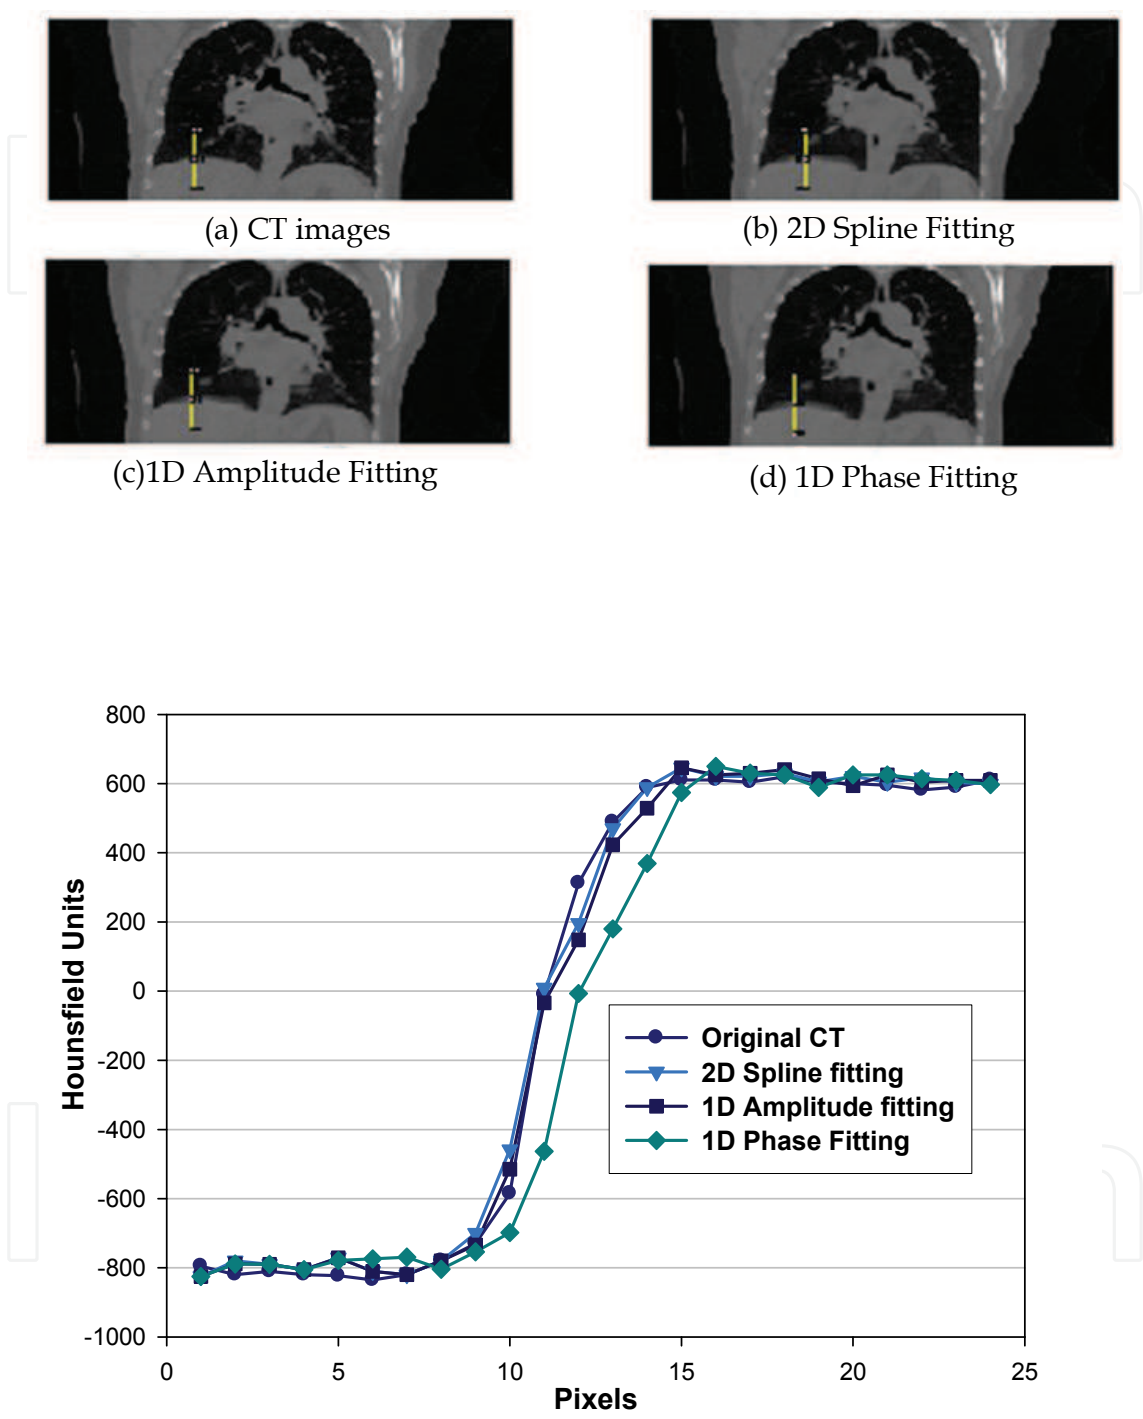 (a) CT images
(b) 2D Spline Fitting
(c)1D Amplitude Fitting
(d) 1D Phase Fitting
800
600
400
200
0
-200
-400
-600
-800
-1000
Hounsfield Units
Original CT
2D Spline fitting
1D Amplitude fitting
1D Phase Fitting
0 5 10 15 20 25
Pixels